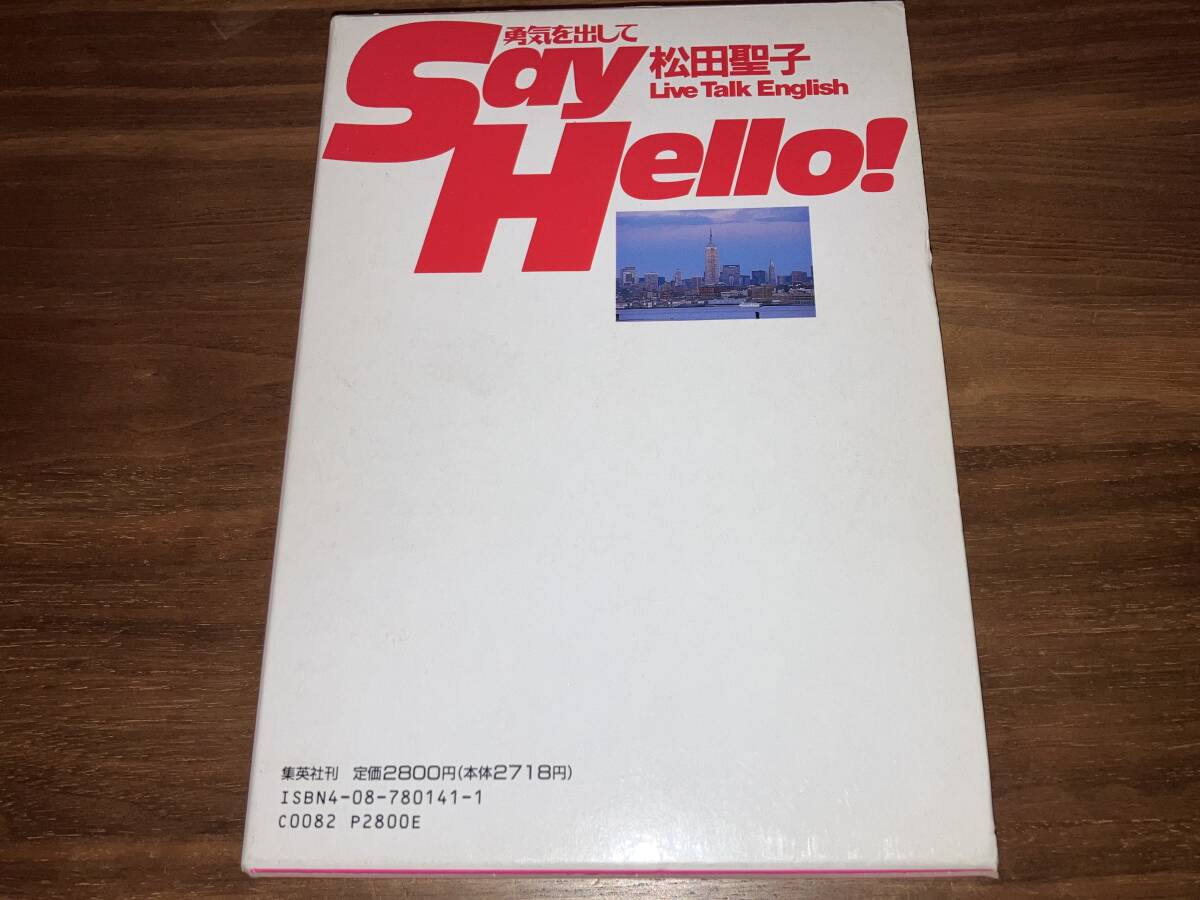 勇気を出して
Say
松田聖子
Live Talk English
Hello!
集英社刊 定価2800円(本体2718円)
ISBN4-08-780141-1
C0082 P2800E